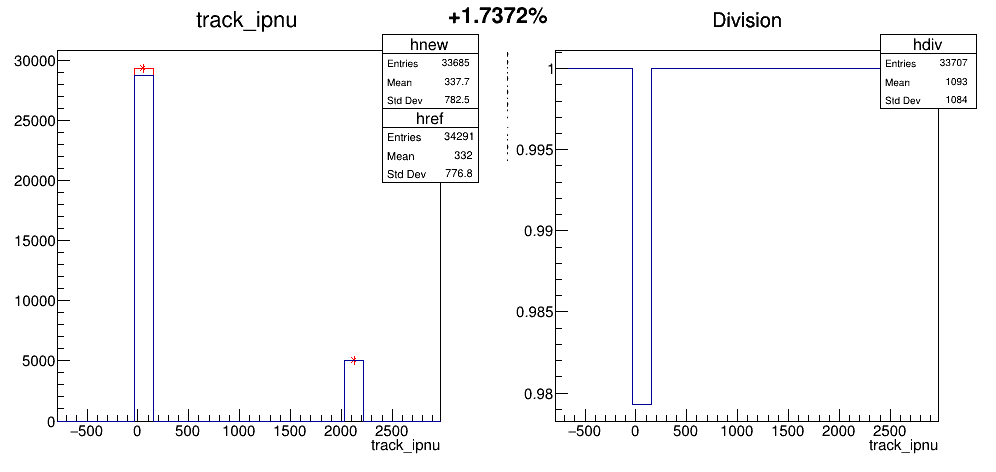 +1.7372%
track_ipnu
hnew
Entries 33685
Mean 337.7
Std Dev 782.5
href
Entries 34291
Mean 332
Std Dev 776.8
30000
25000
20000
15000
10000
5000
0
−500 0 500 1000 1500 2000 2500
track_ipnu
Division
hdiv
Entries 33707
Mean 1093
Std Dev 1084
1
0.995
0.99
0.985
0.98
−500 0 500 1000 1500 2000 2500
track_ipnu